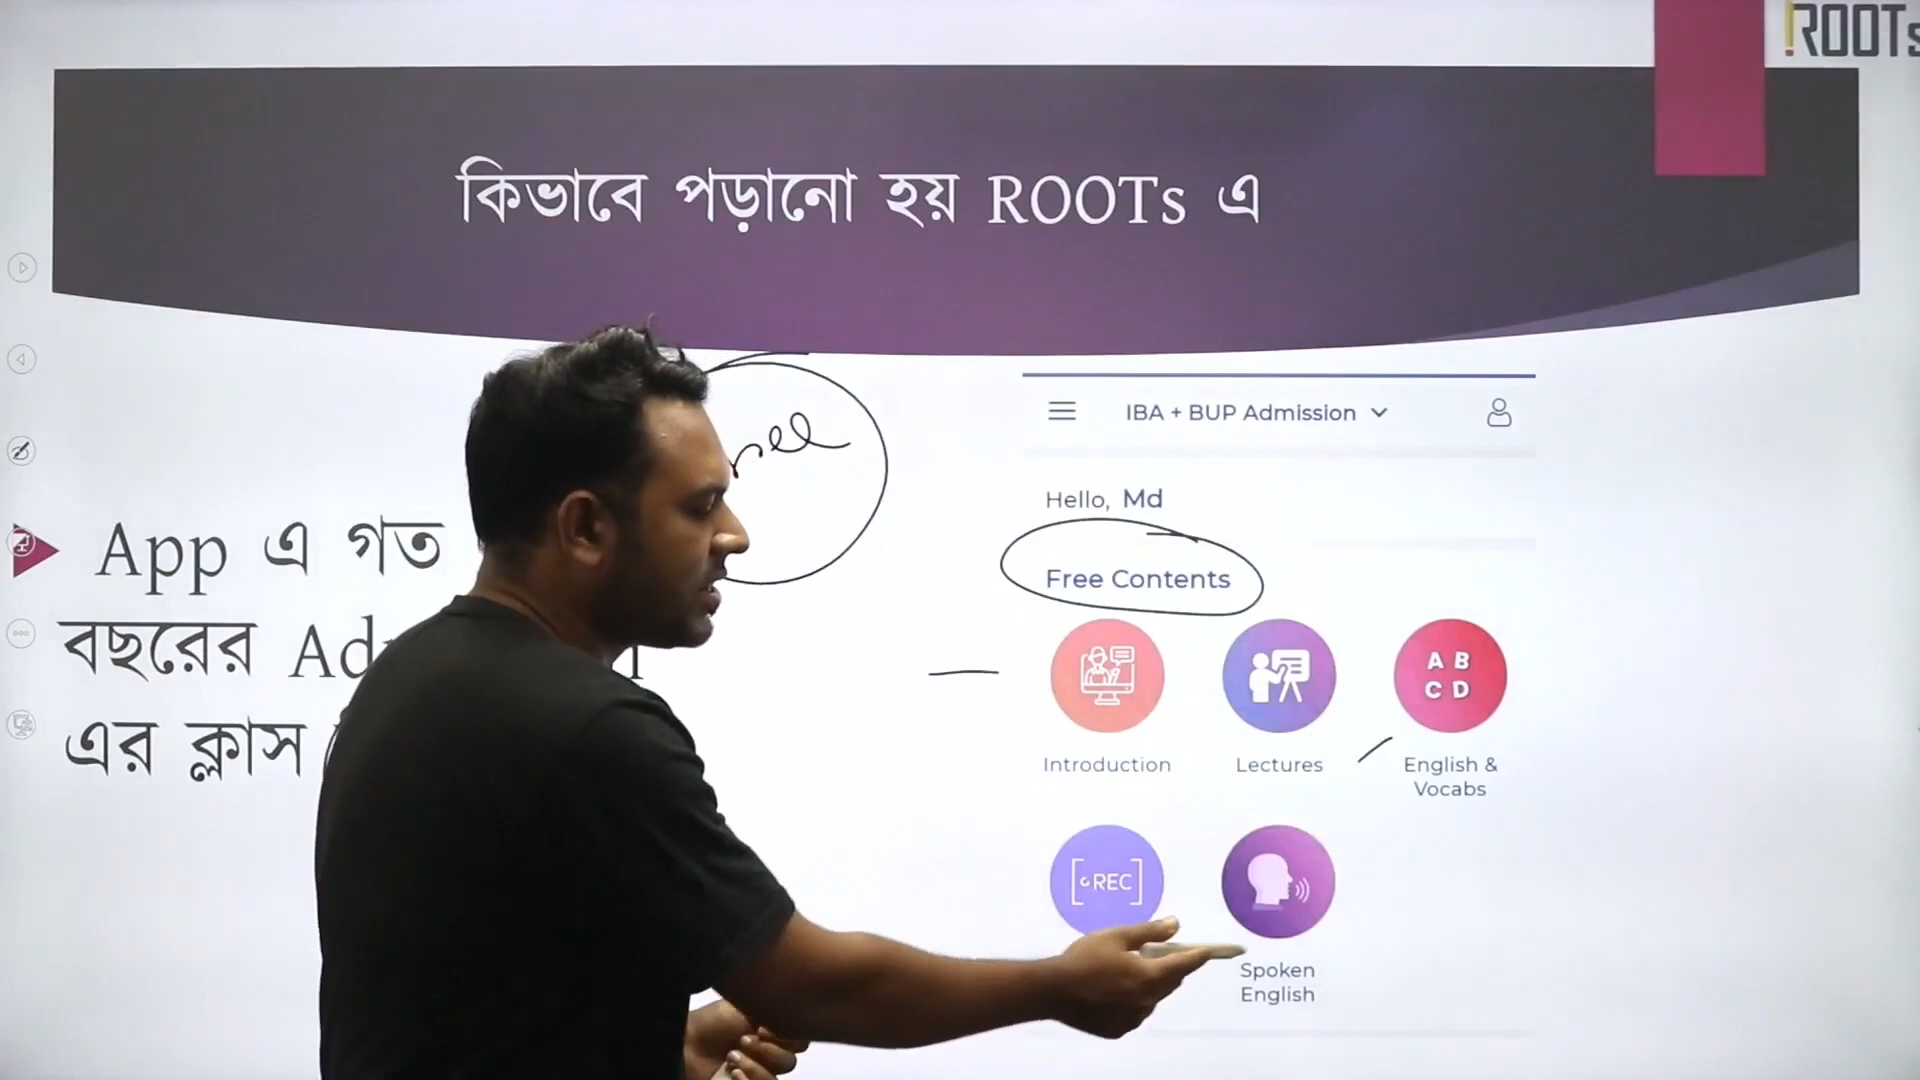 ROOTs
কিভাবে পড়ানো হয় ROOTs এ
IBA + BUP Admission
Hello, Md
Free Contents
App এ গত
বছরের
এর ক্লাস
Introduction
Lectures
A B
C D
English &
Vocabs
REC
Spoken
English